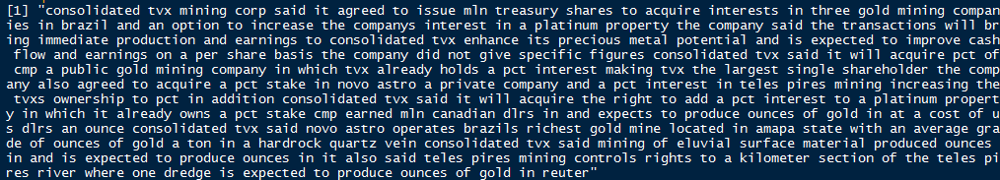 [1] "consolidated tvx mining corp said it agreed to issue mln treasury shares to acquire interests in three gold mining compan
ies in brazil and an option to increase the companys interest in a platinum property the company said the transactions will br
ing immediate production and earnings to consolidated tvx enhance its precious metal potential and is expected to improve cash
 flow and earnings on a per share basis the company did not give specific figures consolidated tvx said it will acquire pct of
 cmp a public gold mining company in which tvx already holds a pct interest making tvx the largest single shareholder the comp
any also agreed to acquire a pct stake in novo astro a private company and a pct interest in teles pires mining increasing the
 tvxs ownership to pct in addition consolidated tvx said it will acquire the right to add a pct interest to a platinum propert
y in which it already owns a pct stake cmp earned mln canadian dlrs in and expects to produce ounces of gold in at a cost of u
s dlrs an ounce consolidated tvx said novo astro operates brazils richest gold mine located in amapa state with an average gra
de of ounces of gold a ton in a hardrock quartz vein consolidated tvx said mining of eluvial surface material produced ounces
in and is expected to produce ounces in it also said teles pires mining controls rights to a kilometer section of the teles pi
res river where one dredge is expected to produce ounces of gold in reuter"